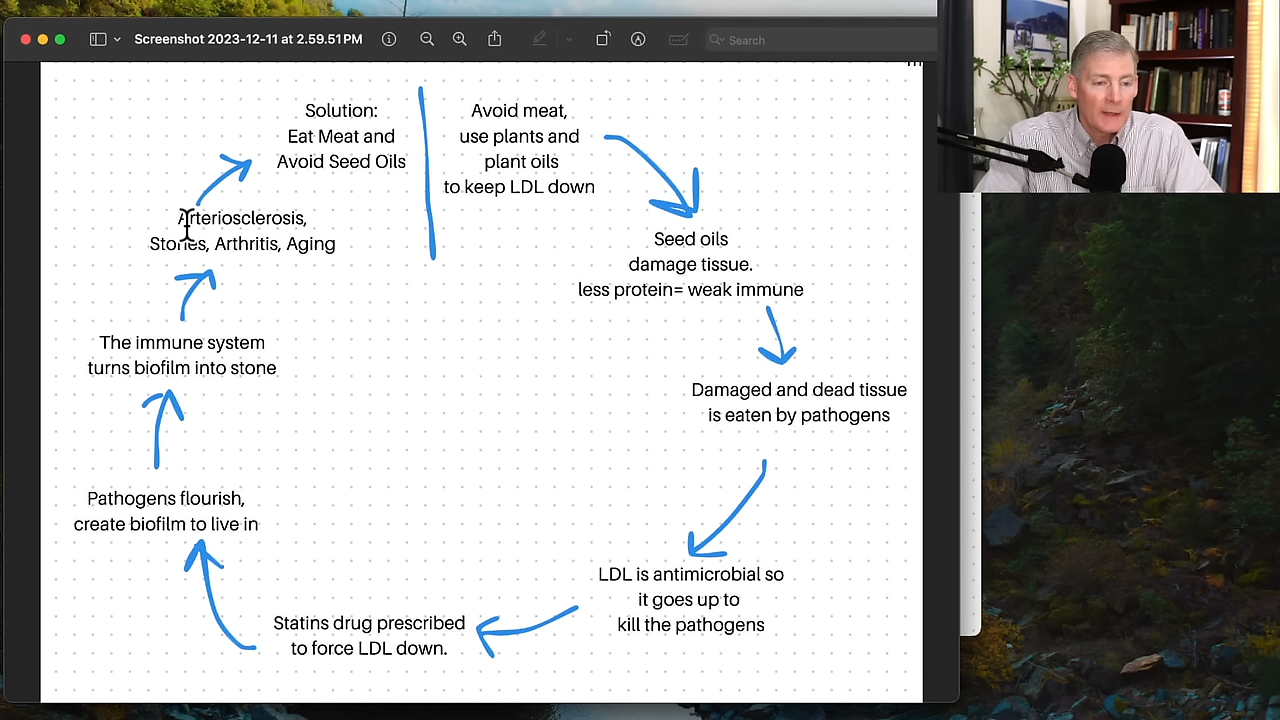 Screenshot 2023-12-11 at 2.59.51 PM
Search
Solution:
Eat Meat and
Avoid Seed Oils
Avoid meat,
use plants and
plant oils
to keep LDL down
Seed oils
damage tissue.
less protein= weak immune
Damaged and dead tissue
is eaten by pathogens
LDL is antimicrobial so
it goes up to
kill the pathogens
Statins drug prescribed
to force LDL down.
Pathogens flourish,
create biofilm to live in
The immune system
turns biofilm into stone
Arteriosclerosis,
Stones, Arthritis, Aging